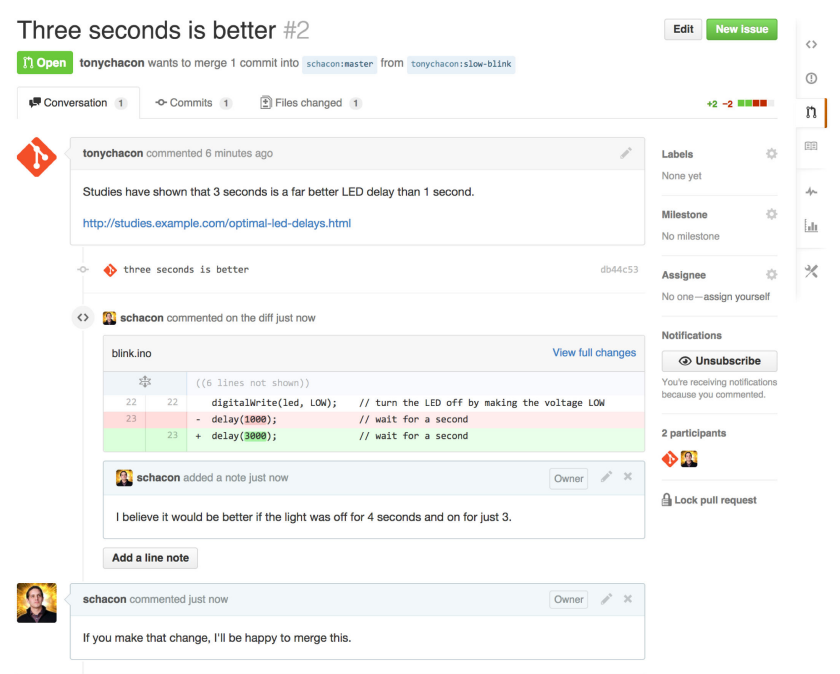 Three seconds is better #2
Edit
New issue
Open
tonychacon wants to merge 1 commit into schacon:master from tonychacon:slow-blink
Conversation 1
Commits 1
Files changed 1
+2 −2
tonychacon commented 6 minutes ago
Studies have shown that 3 seconds is a far better LED delay than 1 second.
http://studies.example.com/optimal-led-delays.html
three seconds is better db44c53
schacon commented on the diff just now
blink.ino View full changes
((6 lines not shown))
22 22 digitalWrite(led, LOW); // turn the LED off by making the voltage LOW
23 - delay(1000); // wait for a second
23 + delay(3000); // wait for a second
schacon added a note just now Owner
I believe it would be better if the light was off for 4 seconds and on for just 3.
Add a line note
schacon commented just now Owner
If you make that change, I'll be happy to merge this.
Labels
None yet
Milestone
No milestone
Assignee
No one—assign yourself
Notifications
Unsubscribe
You're receiving notifications
because you commented.
2 participants
Lock pull request